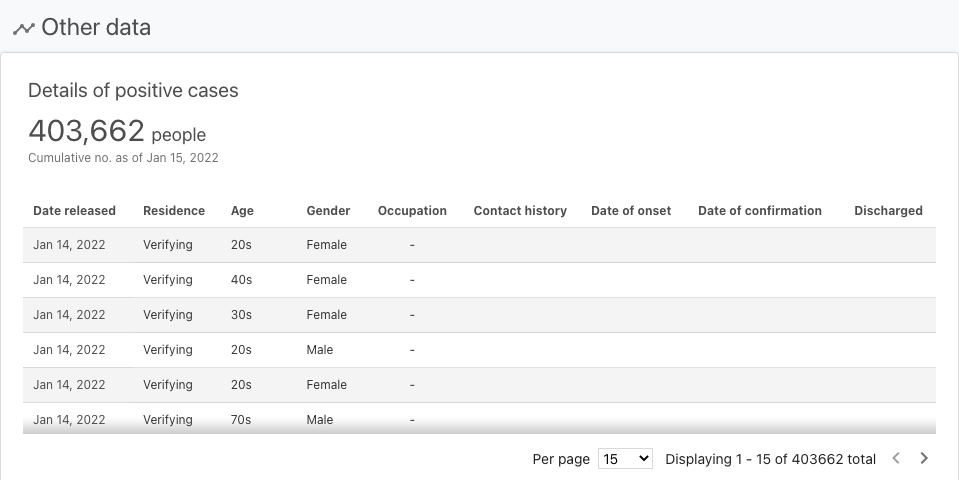 Other data
Details of positive cases
403,662 people
Cumulative no. as of Jan 15, 2022
Date released Residence Age Gender Occupation Contact history Date of onset Date of confirmation Discharged
Jan 14, 2022 Verifying 20s Female -
Jan 14, 2022 Verifying 40s Female -
Jan 14, 2022 Verifying 30s Female -
Jan 14, 2022 Verifying 20s Male -
Jan 14, 2022 Verifying 20s Female -
Jan 14, 2022 Verifying 70s Male -
Per page 15 Displaying 1 - 15 of 403662 total